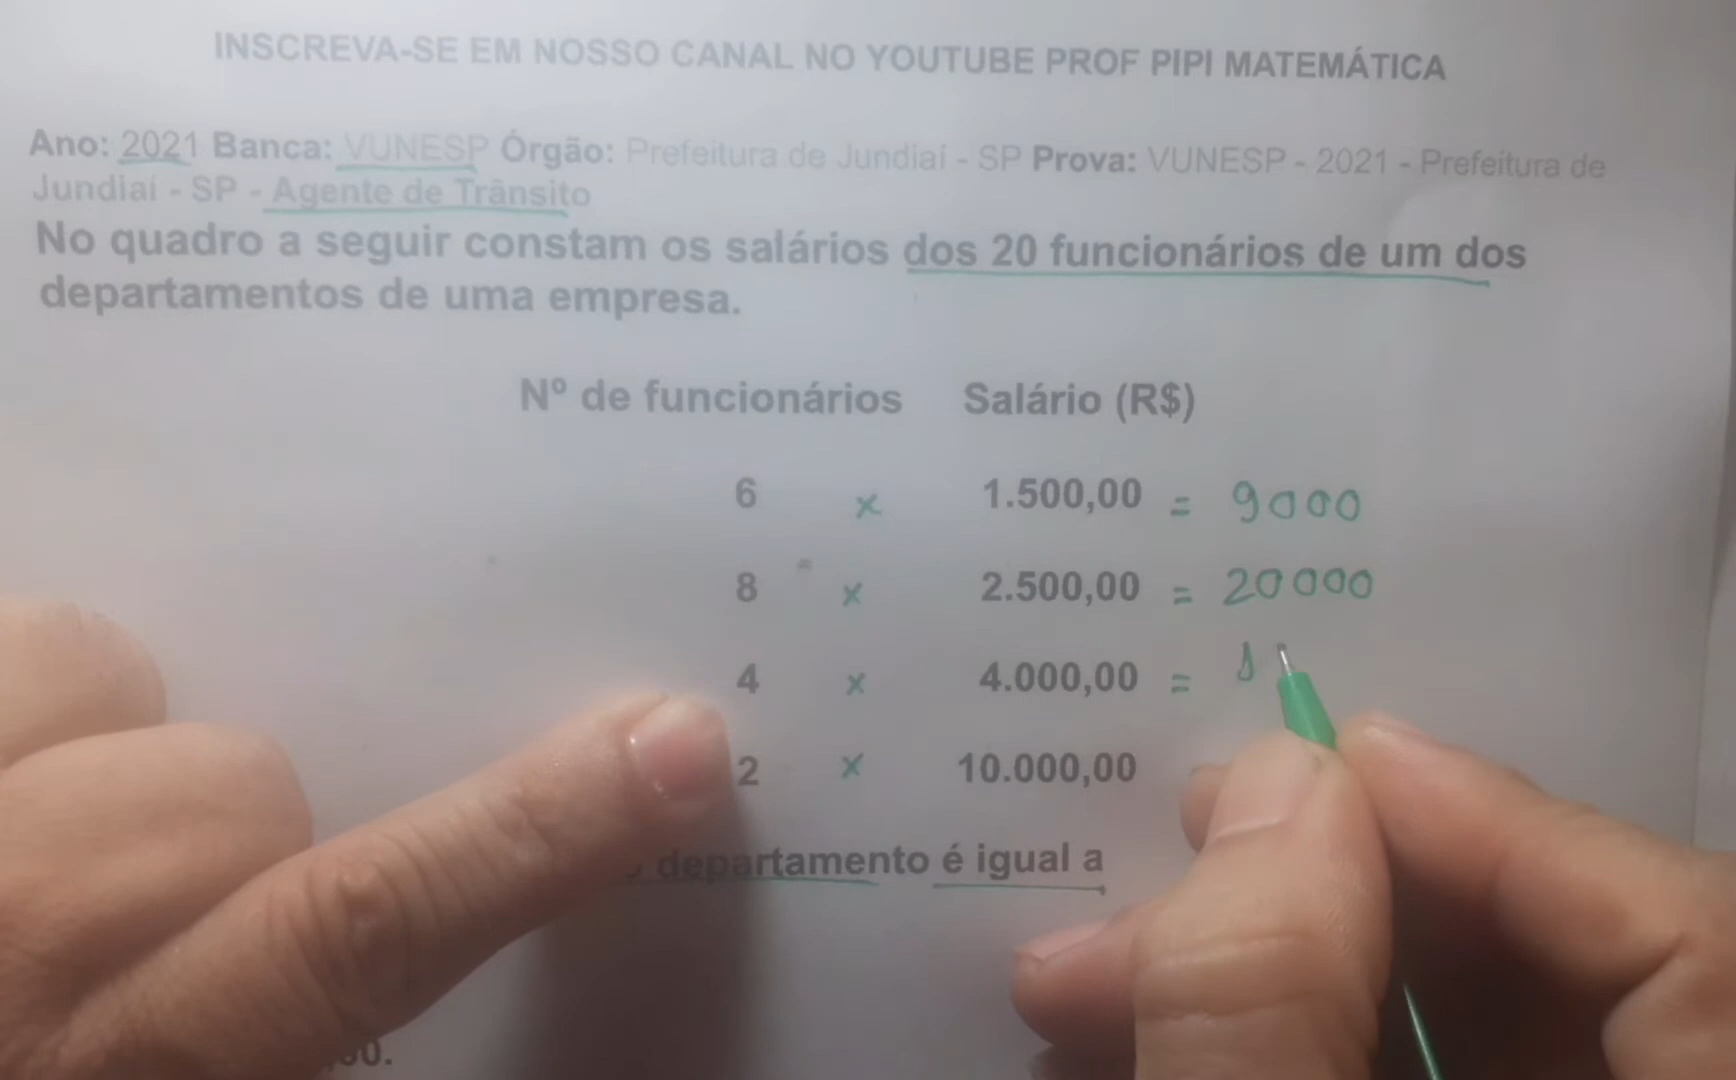 INSCREVA-SE EM NOSSO CANAL NO YOUTUBE PROF PIPI MATEMÁTICA
Ano: 2021 Banca: VUNESP Órgão: Prefeitura de Jundiaí - SP Prova: VUNESP - 2021 - Prefeitura de
Jundiaí - SP - Agente de Trânsito
No quadro a seguir constam os salários dos 20 funcionários de um dos
departamentos de uma empresa.
Nº de funcionários Salário (R$)
6 x 1.500,00 = 9000
8 x 2.500,00 = 20000
4 x 4.000,00 = 1
2 x 10.000,00
departamento é igual a